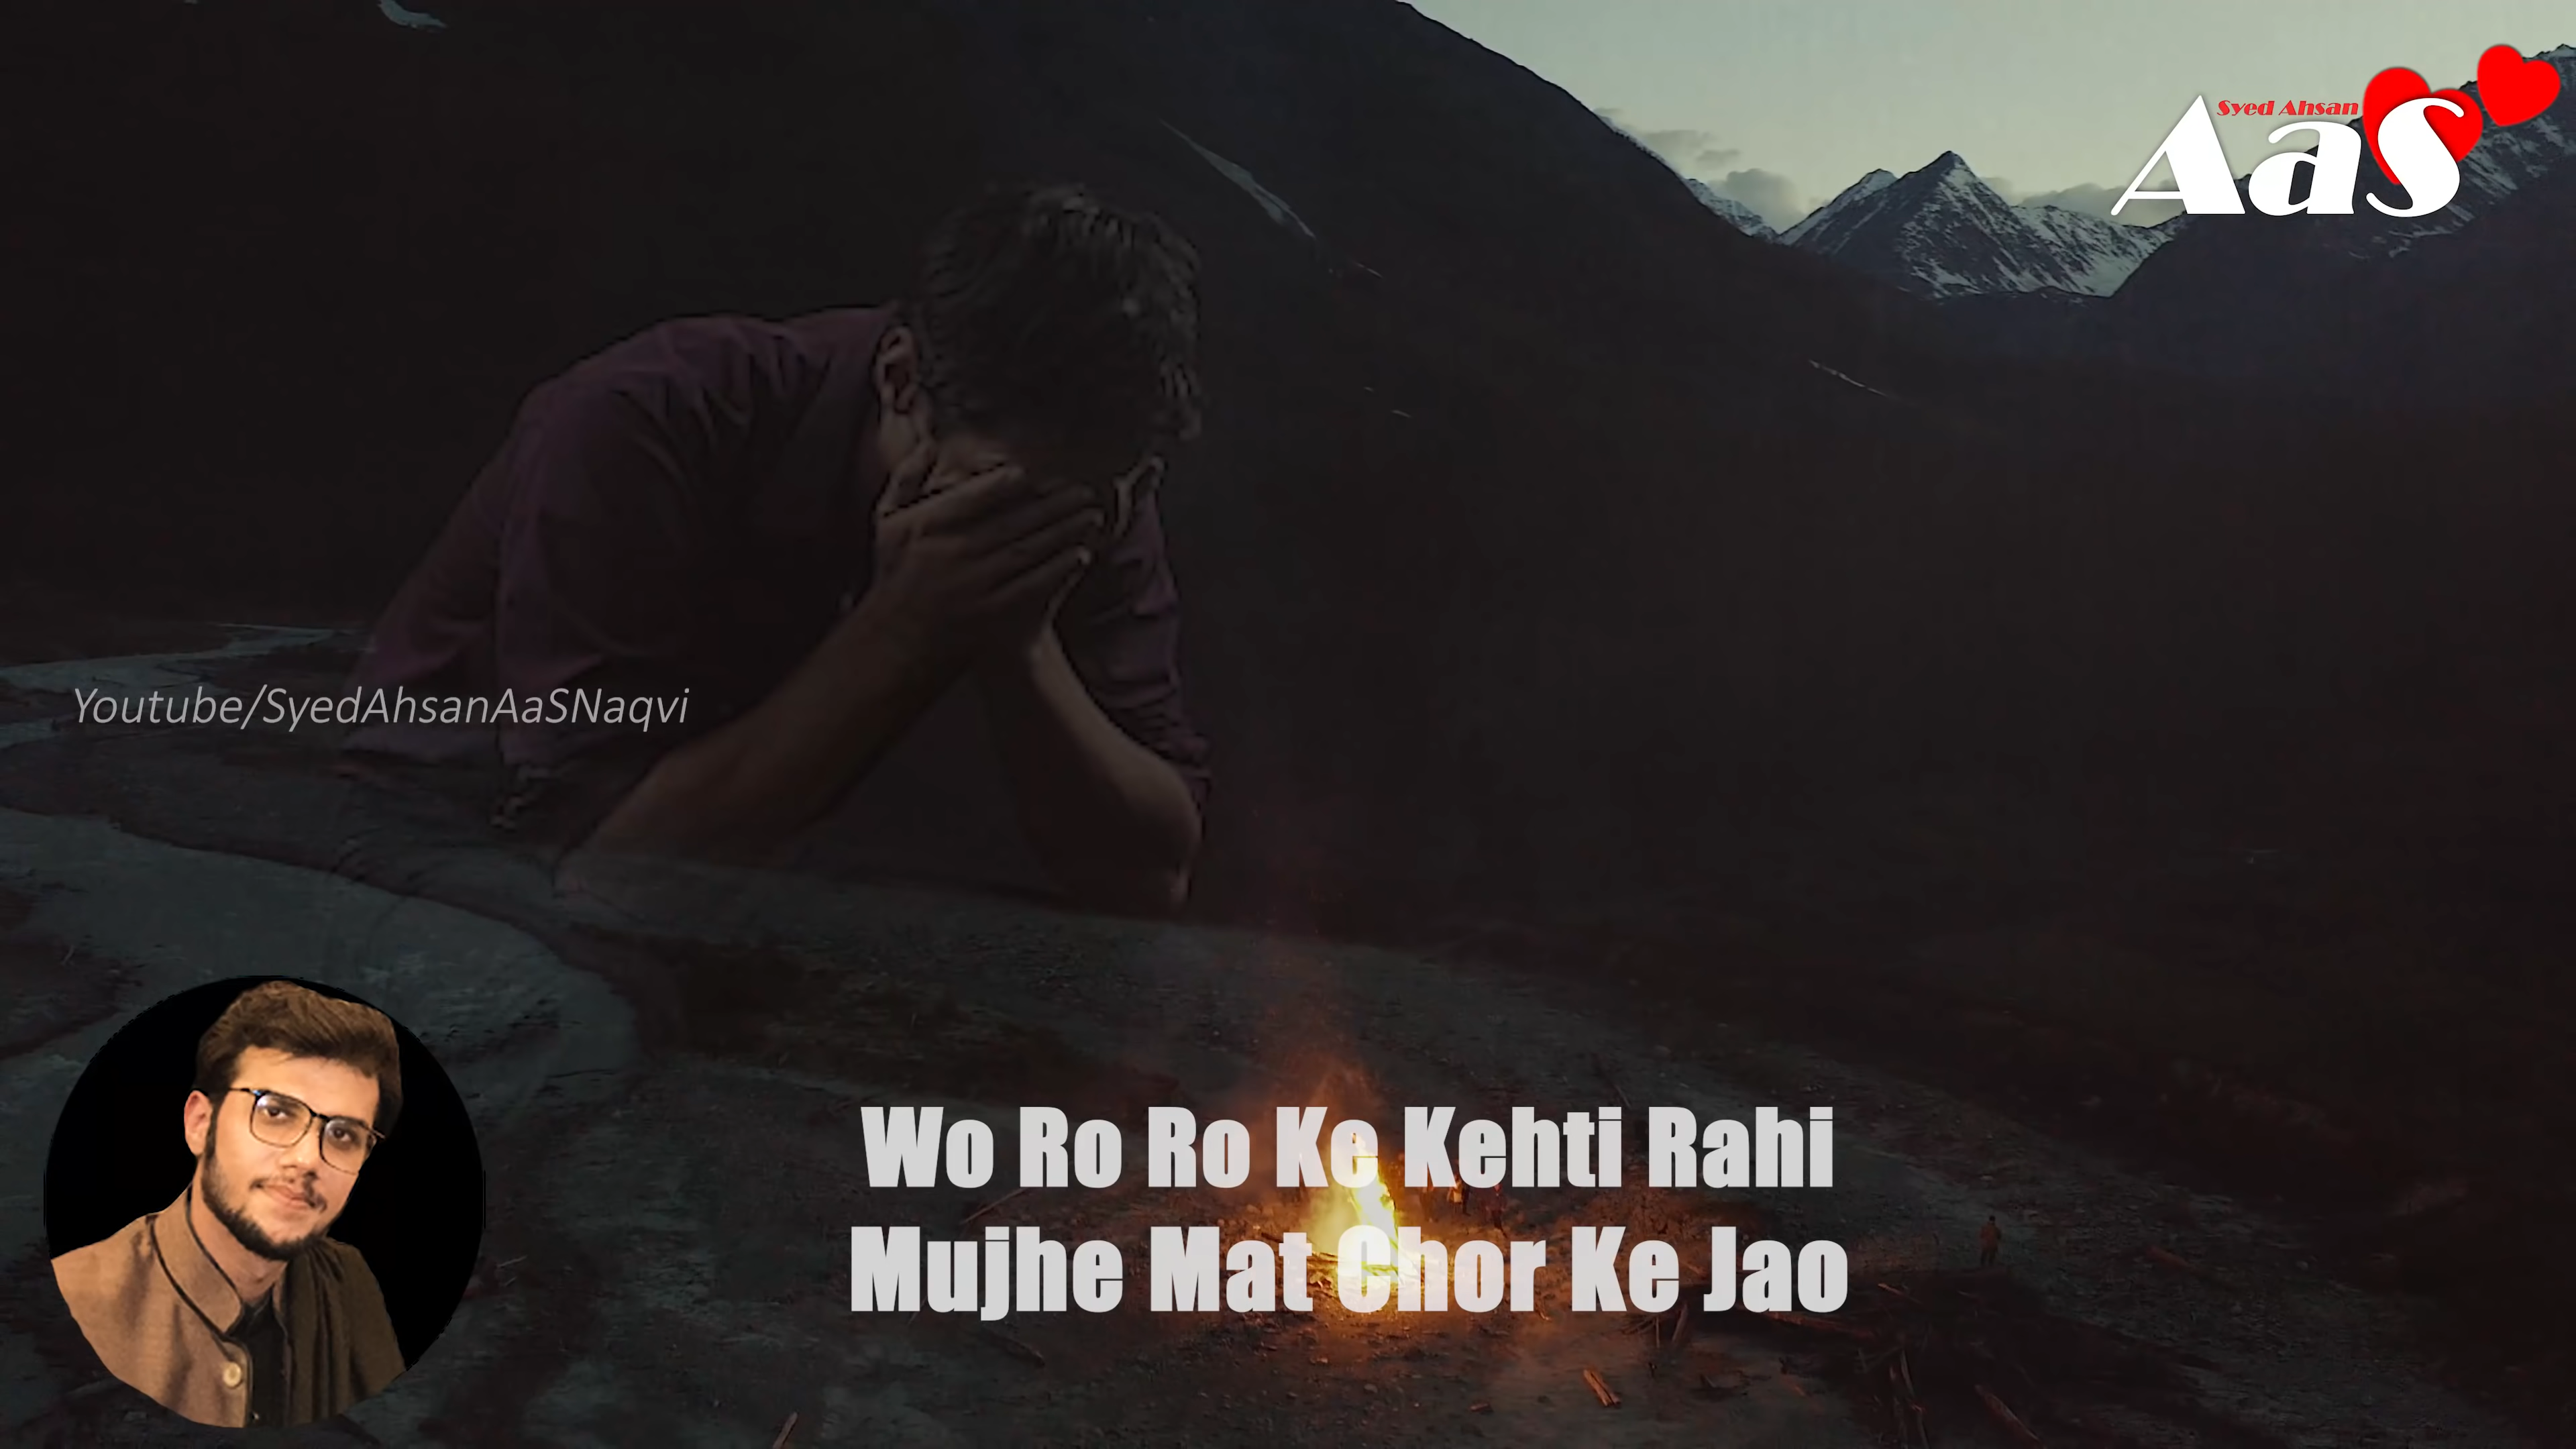 Syed Ahsan
AaS
Youtube/SyedAhsanAaSNaqvi
Wo Ro Ro Ke Kehti Rahi
Mujhe Mat Chor Ke Jao